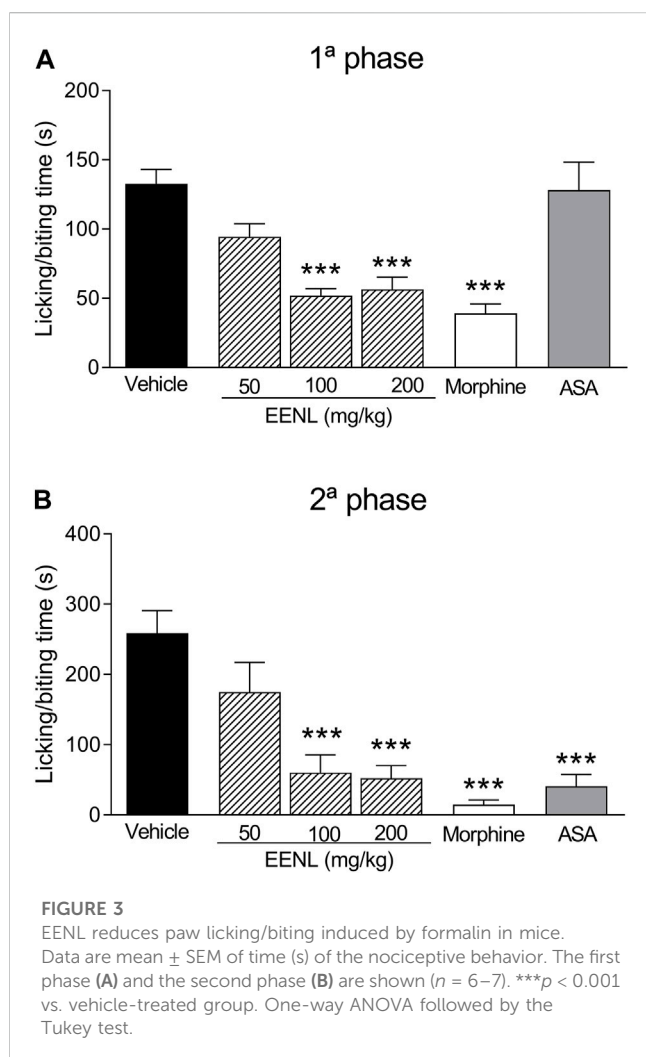 A
1ª phase
Licking/biting time (s)
200
150
100
50
0
*** *** ***
Vehicle 50 100 200 Morphine ASA
EENL (mg/kg)
B
2ª phase
Licking/biting time (s)
400
300
200
100
0
*** *** *** ***
Vehicle 50 100 200 Morphine ASA
EENL (mg/kg)
FIGURE 3
EENL reduces paw licking/biting induced by formalin in mice.
Data are mean ± SEM of time (s) of the nociceptive behavior. The first
phase (A) and the second phase (B) are shown (n = 6–7). ***p < 0.001
vs. vehicle-treated group. One-way ANOVA followed by the
Tukey test.